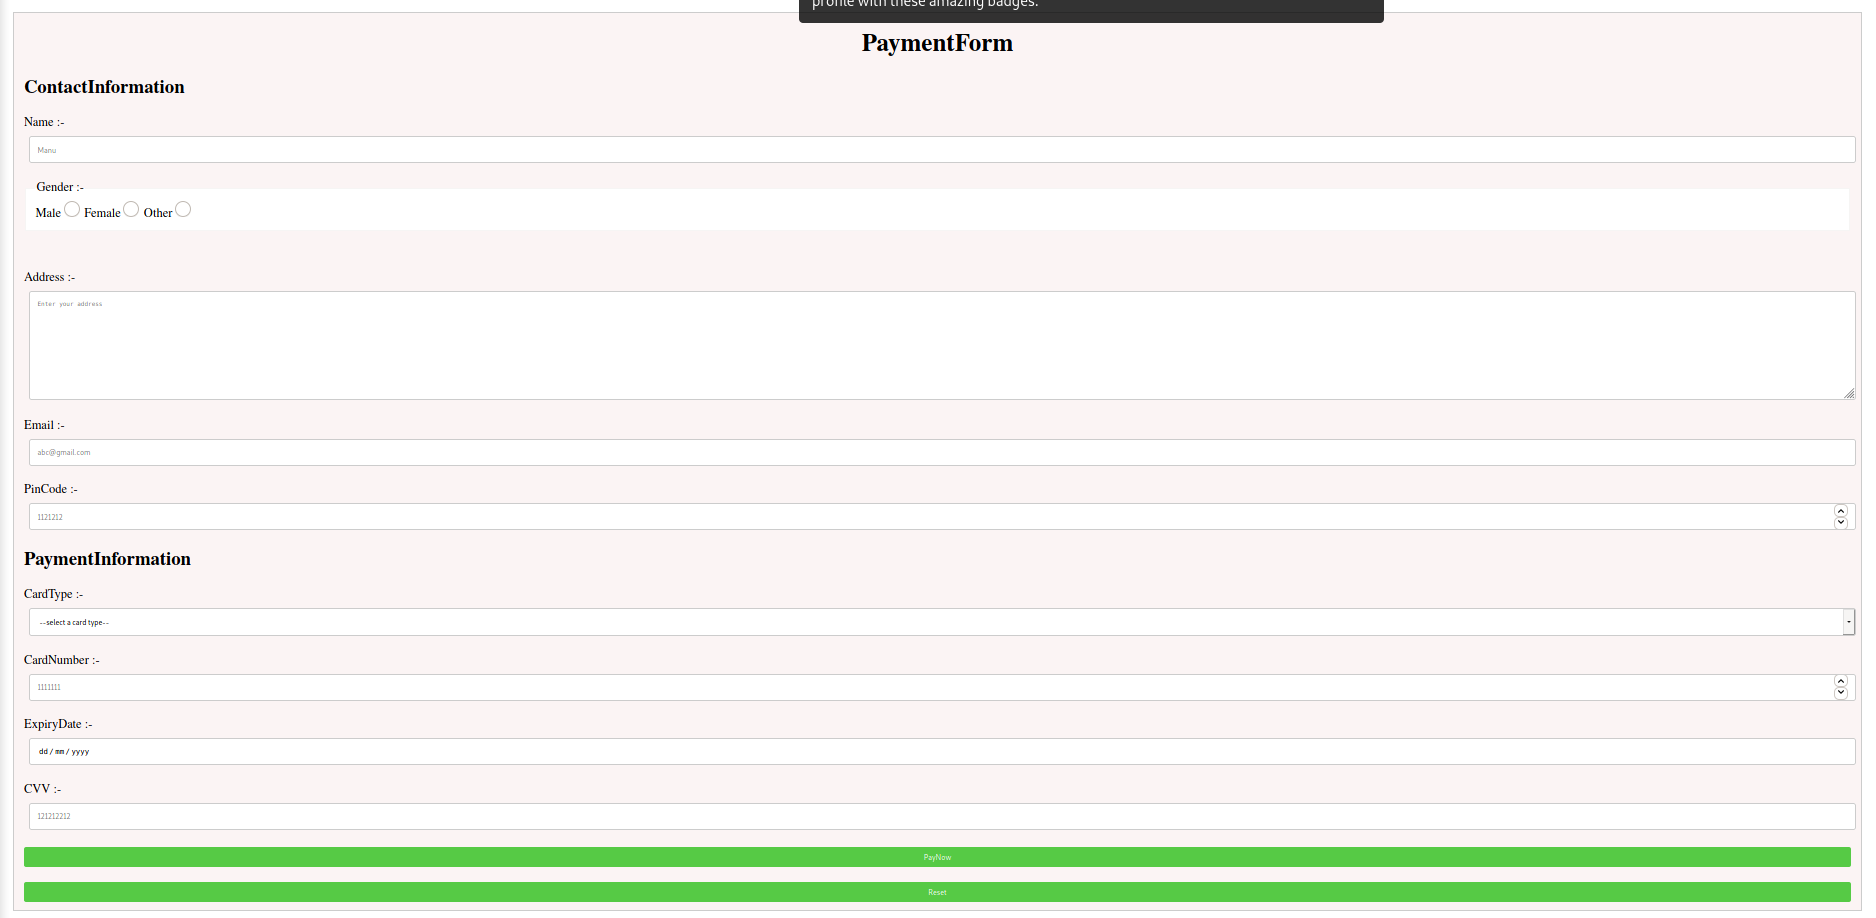 profile with these amazing badges.
PaymentForm
ContactInformation
Name :-
Manu
Gender :-
Male Female Other
Address :-
Enter your address
Email :-
abc@gmail.com
PinCode :-
1121212
PaymentInformation
CardType :-
--select a card type--
CardNumber :-
1111111
ExpiryDate :-
dd / mm / yyyy
CVV :-
121212212
PayNow
Reset